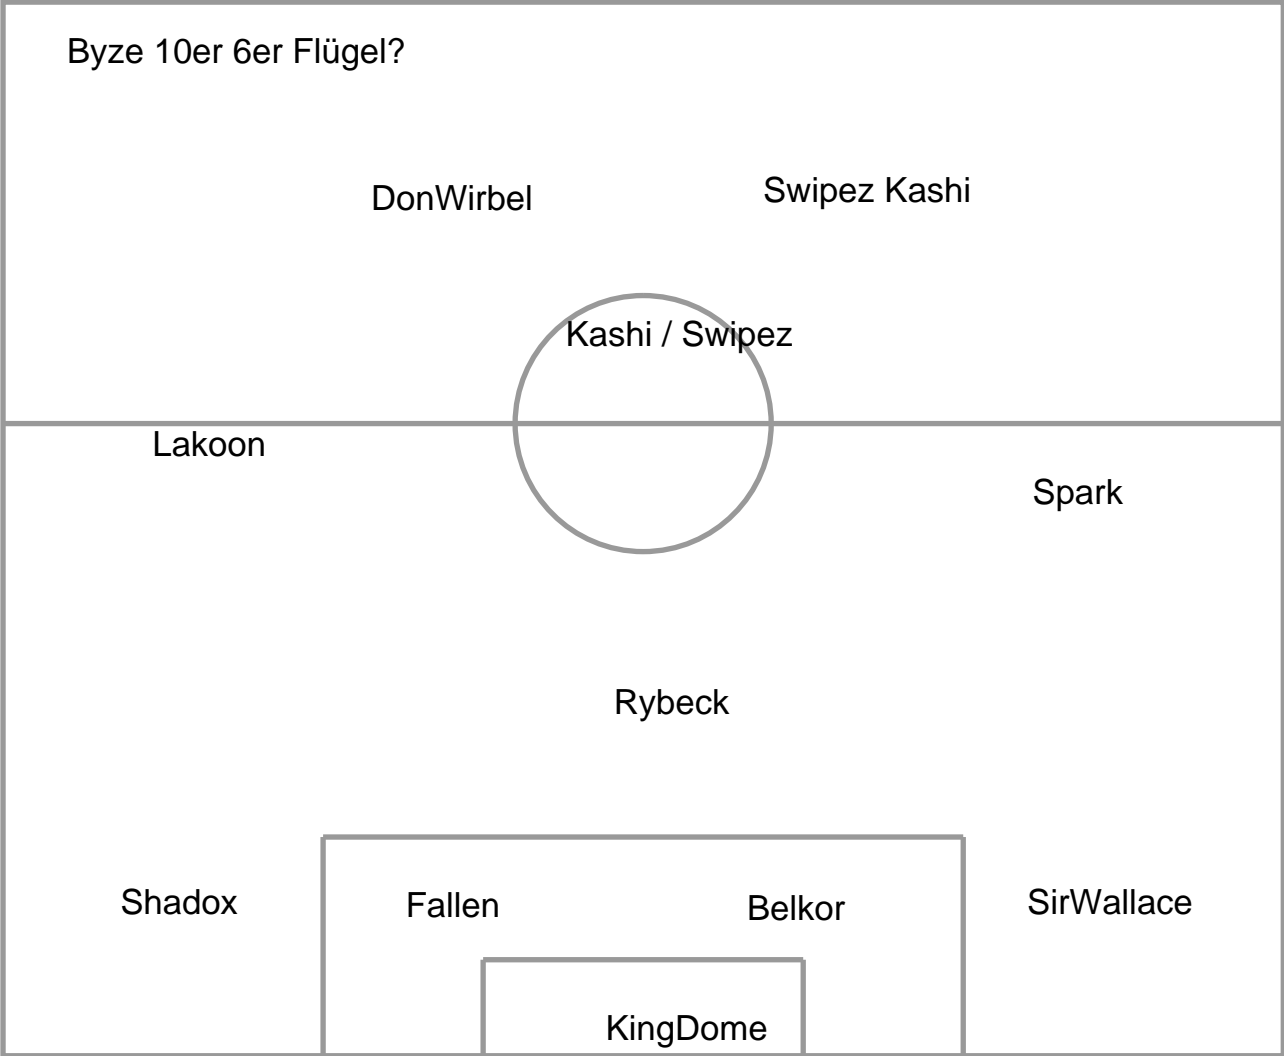 Byze 10er 6er Flügel?
DonWirbel
Swipez Kashi
Kashi / Swipez
Lakoon
Spark
Rybeck
Shadox
Fallen
Belkor
SirWallace
KingDome